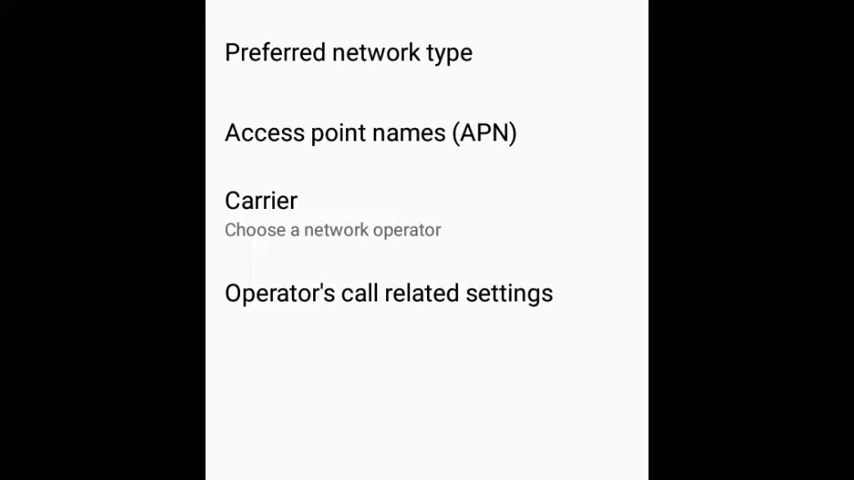 Preferred network type
Access point names (APN)
Carrier
Choose a network operator
Operator's call related settings